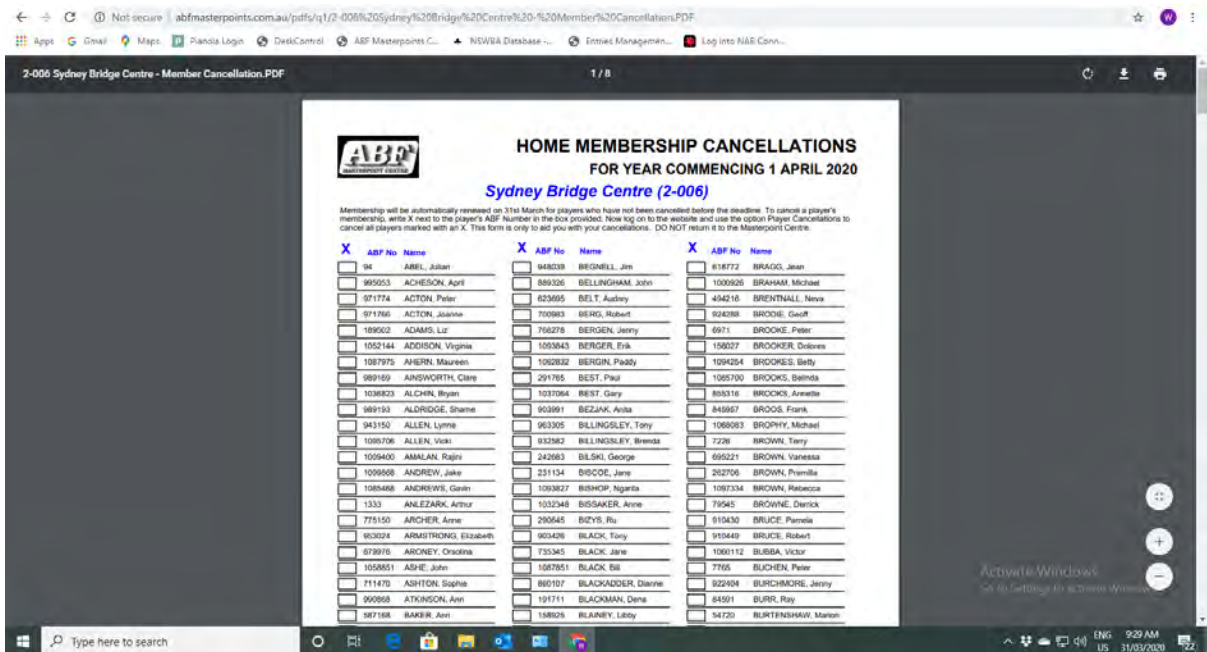 Not secure | abfmasterpoints.com.au/pdfs/q1/2-006%20Sydney%20Bridge%20Centre%20-%20Member%20Cancellation.PDF
W
Apps Gmail Maps Pianola Login DeskControl ABF Masterpoints C... NSWBA Database -... Entries Managemen... Log into NAB Conn...
2-006 Sydney Bridge Centre - Member Cancellation.PDF 1 / 8
ABF
MASTERPOINT CENTRE
HOME MEMBERSHIP CANCELLATIONS
FOR YEAR COMMENCING 1 APRIL 2020
Sydney Bridge Centre (2-006)
Membership will be automatically renewed on 31st March for players who have not been cancelled before the deadline. To cancel a player's
membership, write X next to the player's ABF Number in the box provided. Now log on to the website and use the option Player Cancellations to
cancel all players marked with an X. This form is only to aid you with your cancellations. DO NOT return it to the Masterpoint Centre.
X ABF No Name X ABF No Name X ABF No Name
94 ABEL, Julian 948039 BEGNELL, Jim 618772 BRAGG, Jean
995053 ACHESON, April 889326 BELLINGHAM, John 1000926 BRAHAM, Michael
971774 ACTON, Peter 623695 BELT, Audrey 494216 BRENTNALL, Neva
971766 ACTON, Joanne 700983 BERG, Robert 924288 BRODIE, Geoff
189502 ADAMS, Liz 766278 BERGEN, Jenny 6971 BROOKE, Peter
1052144 ADDISON, Virginia 1093843 BERGER, Erik 158027 BROOKER, Dolores
1087975 AHERN, Maureen 1092832 BERGIN, Paddy 1094254 BROOKES, Betty
989169 AINSWORTH, Clare 291765 BEST, Paul 1085700 BROOKS, Belinda
1036823 ALCHIN, Bryan 1037064 BEST, Gary 855316 BROOKS, Annette
989193 ALDRIDGE, Sharne 903991 BEZJAK, Anita 845957 BROOS, Frank
943150 ALLEN, Lynne 963305 BILLINGSLEY, Tony 1068083 BROPHY, Michael
1095706 ALLEN, Vicki 932582 BILLINGSLEY, Brenda 7226 BROWN, Terry
1009400 AMALAN, Rajini 242683 BILSKI, George 695221 BROWN, Vanessa
1099868 ANDREW, Jake 231134 BISCOE, Jane 262706 BROWN, Premilla
1085468 ANDREWS, Gavin 1093827 BISHOP, Ngarita 1097334 BROWN, Rebecca
1333 ANLEZARK, Arthur 1032348 BISSAKER, Anne 79545 BROWNE, Derrick
775150 ARCHER, Anne 290645 BIZYS, Ru 910430 BRUCE, Pamela
953024 ARMSTRONG, Elizabeth 903426 BLACK, Tony 910449 BRUCE, Robert
679976 ARONEY, Orsolina 735345 BLACK, Jane 1060112 BUBBA, Victor
1058851 ASHE, John 1087851 BLACK, Bill 7765 BUCHEN, Peter
711470 ASHTON, Sophie 860107 BLACKADDER, Dianne 922404 BURCHMORE, Jenny
990868 ATKINSON, Ann 191711 BLACKMAN, Dena 84591 BURR, Ray
587168 BAKER, Ann 158925 BLAINEY, Libby 54720 BURTENSHAW, Marion
Activate Windows
Go to Settings to activate Windows
Type here to search
ENG 9:29 AM
US 31/03/2020
22